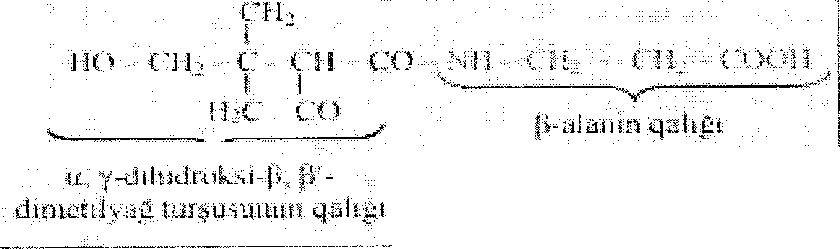 CH₂
HO – CH₂ – C – CH – CO – NH – CH₂ – CH₂ – COOH
H₃C CO
β-alanin qalığı
α, γ-dihidroksi-β, β'-
dimetilyağ turşusunun qalığı